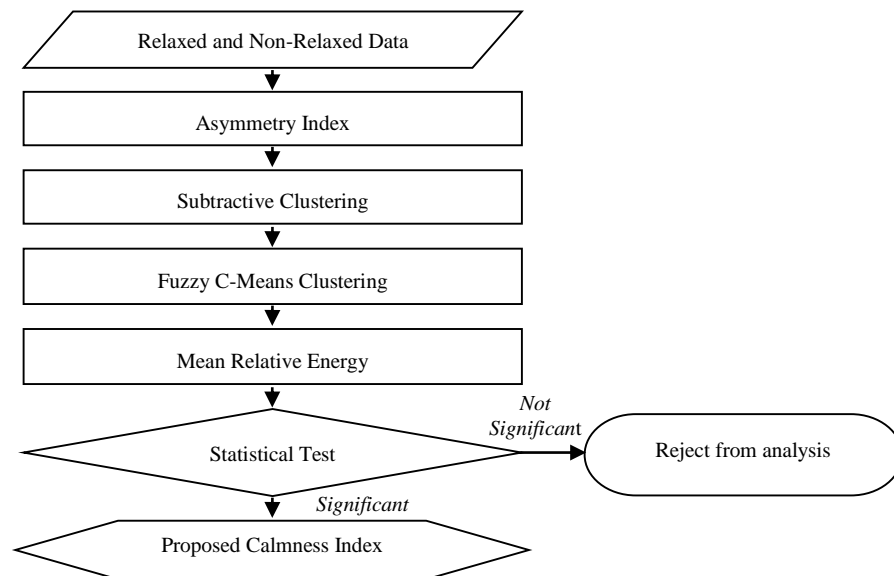 Relaxed and Non-Relaxed Data
Asymmetry Index
Subtractive Clustering
Fuzzy C-Means Clustering
Mean Relative Energy
Not
Significant
Statistical Test
Reject from analysis
Significant
Proposed Calmness Index